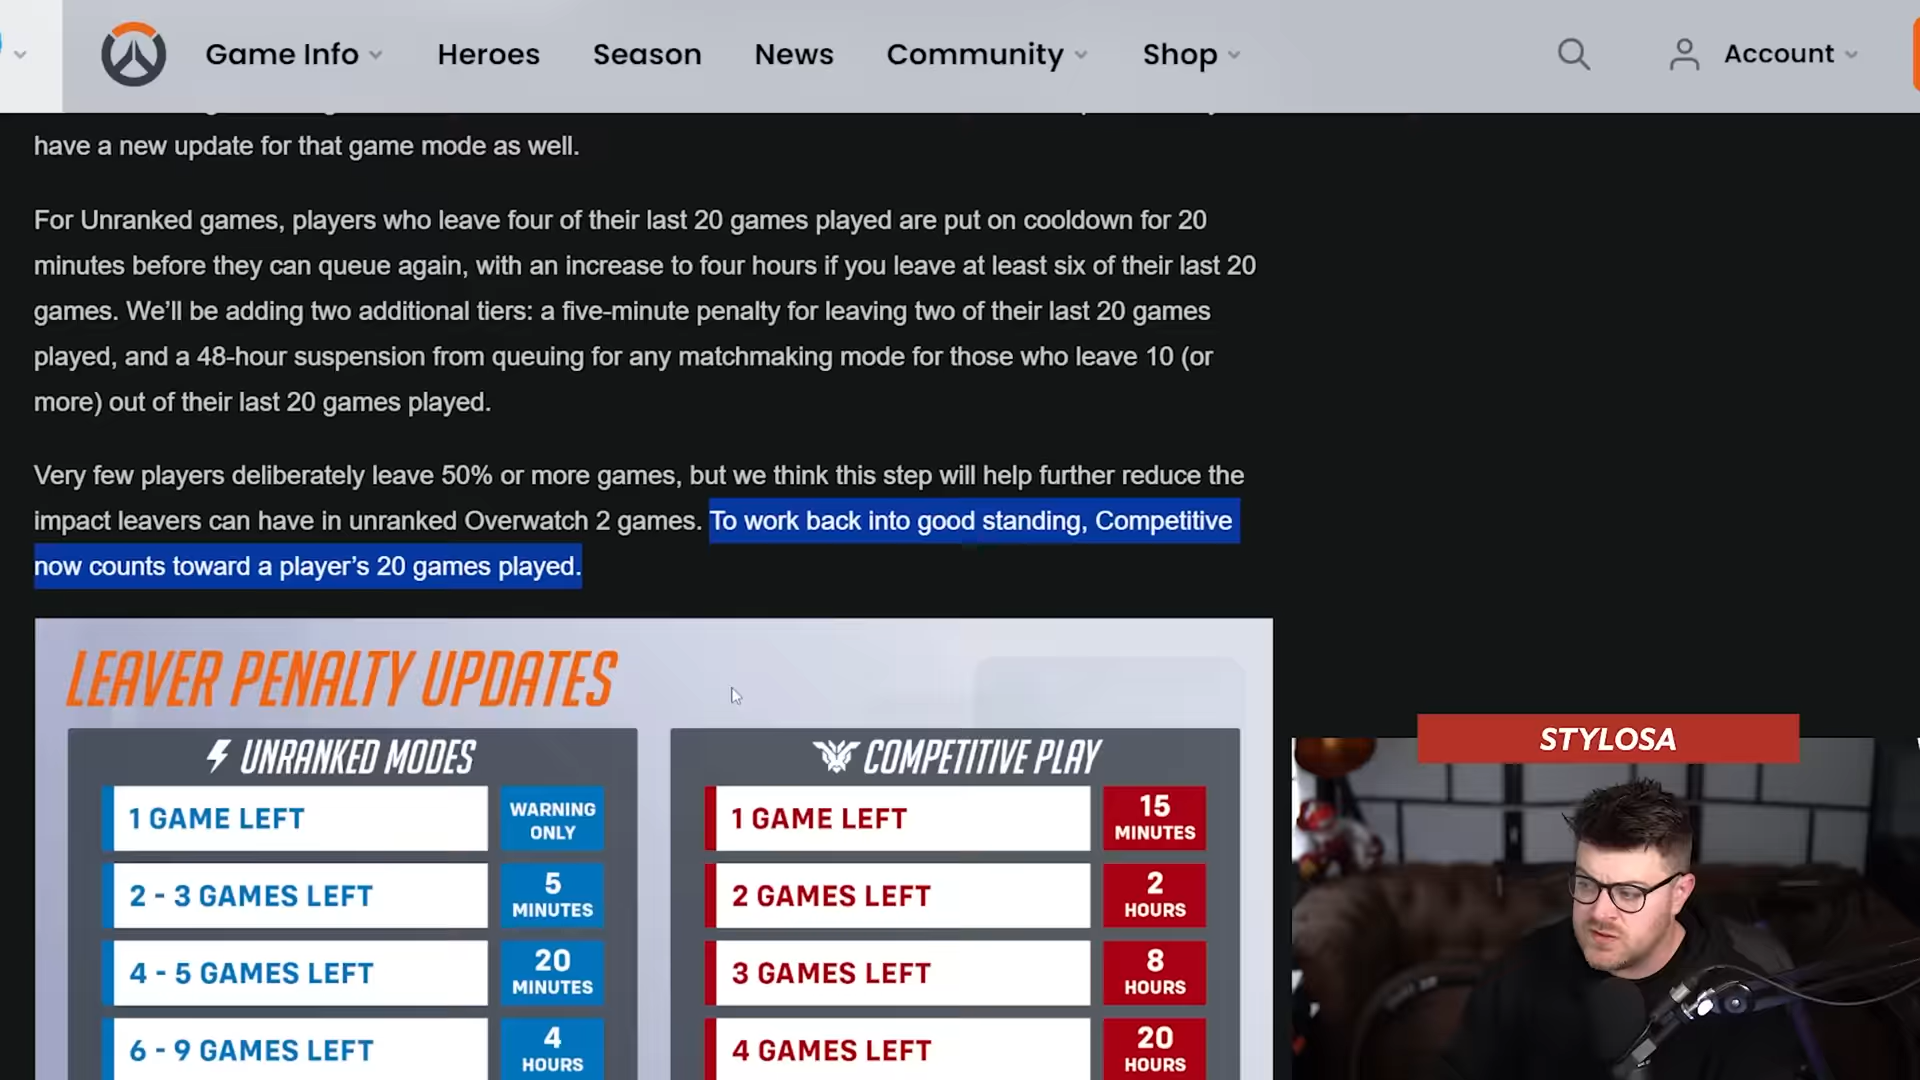 Game Info
Heroes
Season
News
Community
Shop
Account
have a new update for that game mode as well.
For Unranked games, players who leave four of their last 20 games played are put on cooldown for 20
minutes before they can queue again, with an increase to four hours if you leave at least six of their last 20
games. We’ll be adding two additional tiers: a five-minute penalty for leaving two of their last 20 games
played, and a 48-hour suspension from queuing for any matchmaking mode for those who leave 10 (or
more) out of their last 20 games played.
Very few players deliberately leave 50% or more games, but we think this step will help further reduce the
impact leavers can have in unranked Overwatch 2 games. To work back into good standing, Competitive
now counts toward a player’s 20 games played.
LEAVER PENALTY UPDATES
UNRANKED MODES
1 GAME LEFT
WARNING
ONLY
2 - 3 GAMES LEFT
5
MINUTES
4 - 5 GAMES LEFT
20
MINUTES
6 - 9 GAMES LEFT
4
HOURS
COMPETITIVE PLAY
1 GAME LEFT
15
MINUTES
2 GAMES LEFT
2
HOURS
3 GAMES LEFT
8
HOURS
4 GAMES LEFT
20
HOURS
STYLOSA